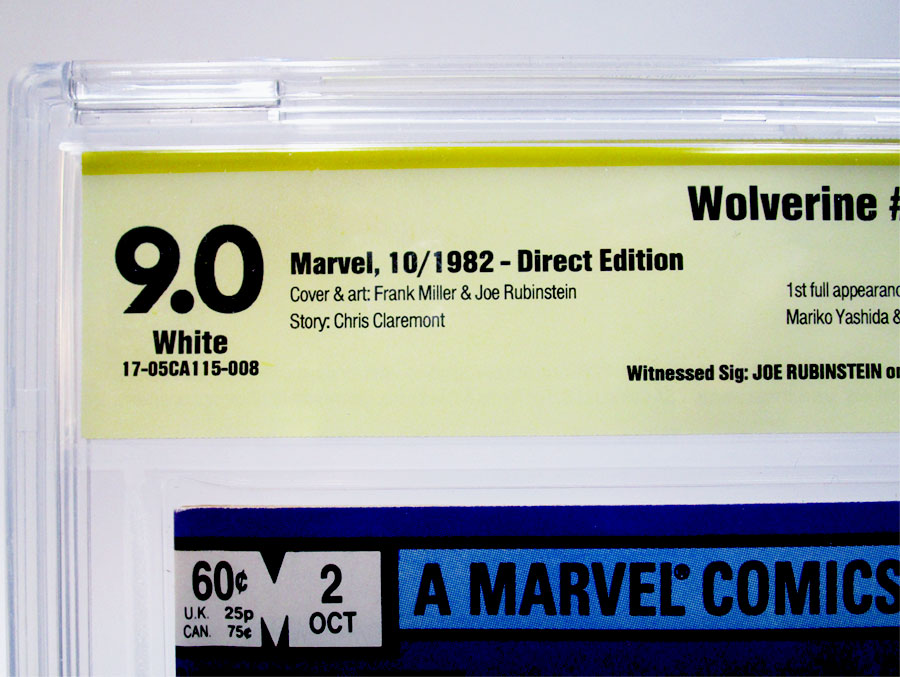 Wolverine #
9.0
White
17-05CA115-008
Marvel, 10/1982 - Direct Edition
Cover & art: Frank Miller & Joe Rubinstein
Story: Chris Claremont
1st full appearanc
Mariko Yashida &
Witnessed Sig: JOE RUBINSTEIN on
60¢
U.K. 25p
CAN. 75¢
2
OCT
A MARVEL® COMICS